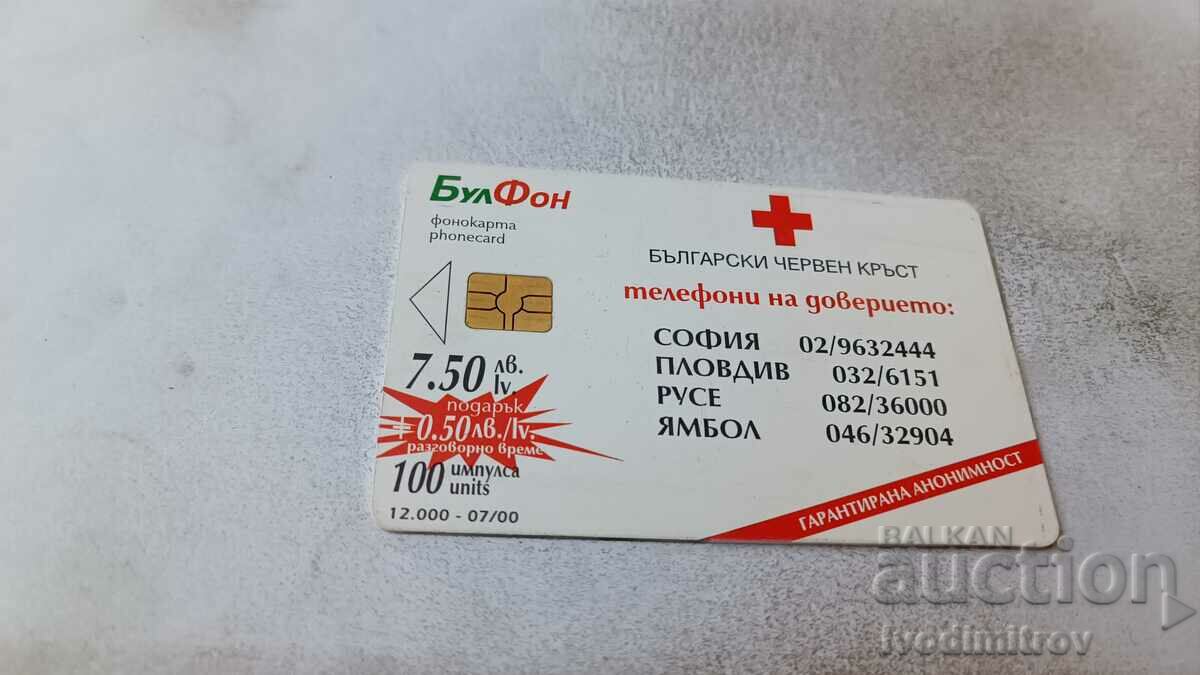 БулФон
фонокарта
phonecard
7.50 лв.
lv.
подарък
+ 0.50лв./lv.
разговорно време
100 импулса
units
12.000 - 07/00
БЪЛГАРСКИ ЧЕРВЕН КРЪСТ
телефони на доверието:
СОФИЯ 02/9632444
ПЛОВДИВ 032/6151
РУСЕ 082/36000
ЯМБОЛ 046/32904
ГАРАНТИРАНА АНОНИМНОСТ
BALKAN
auction
ivodimitrov